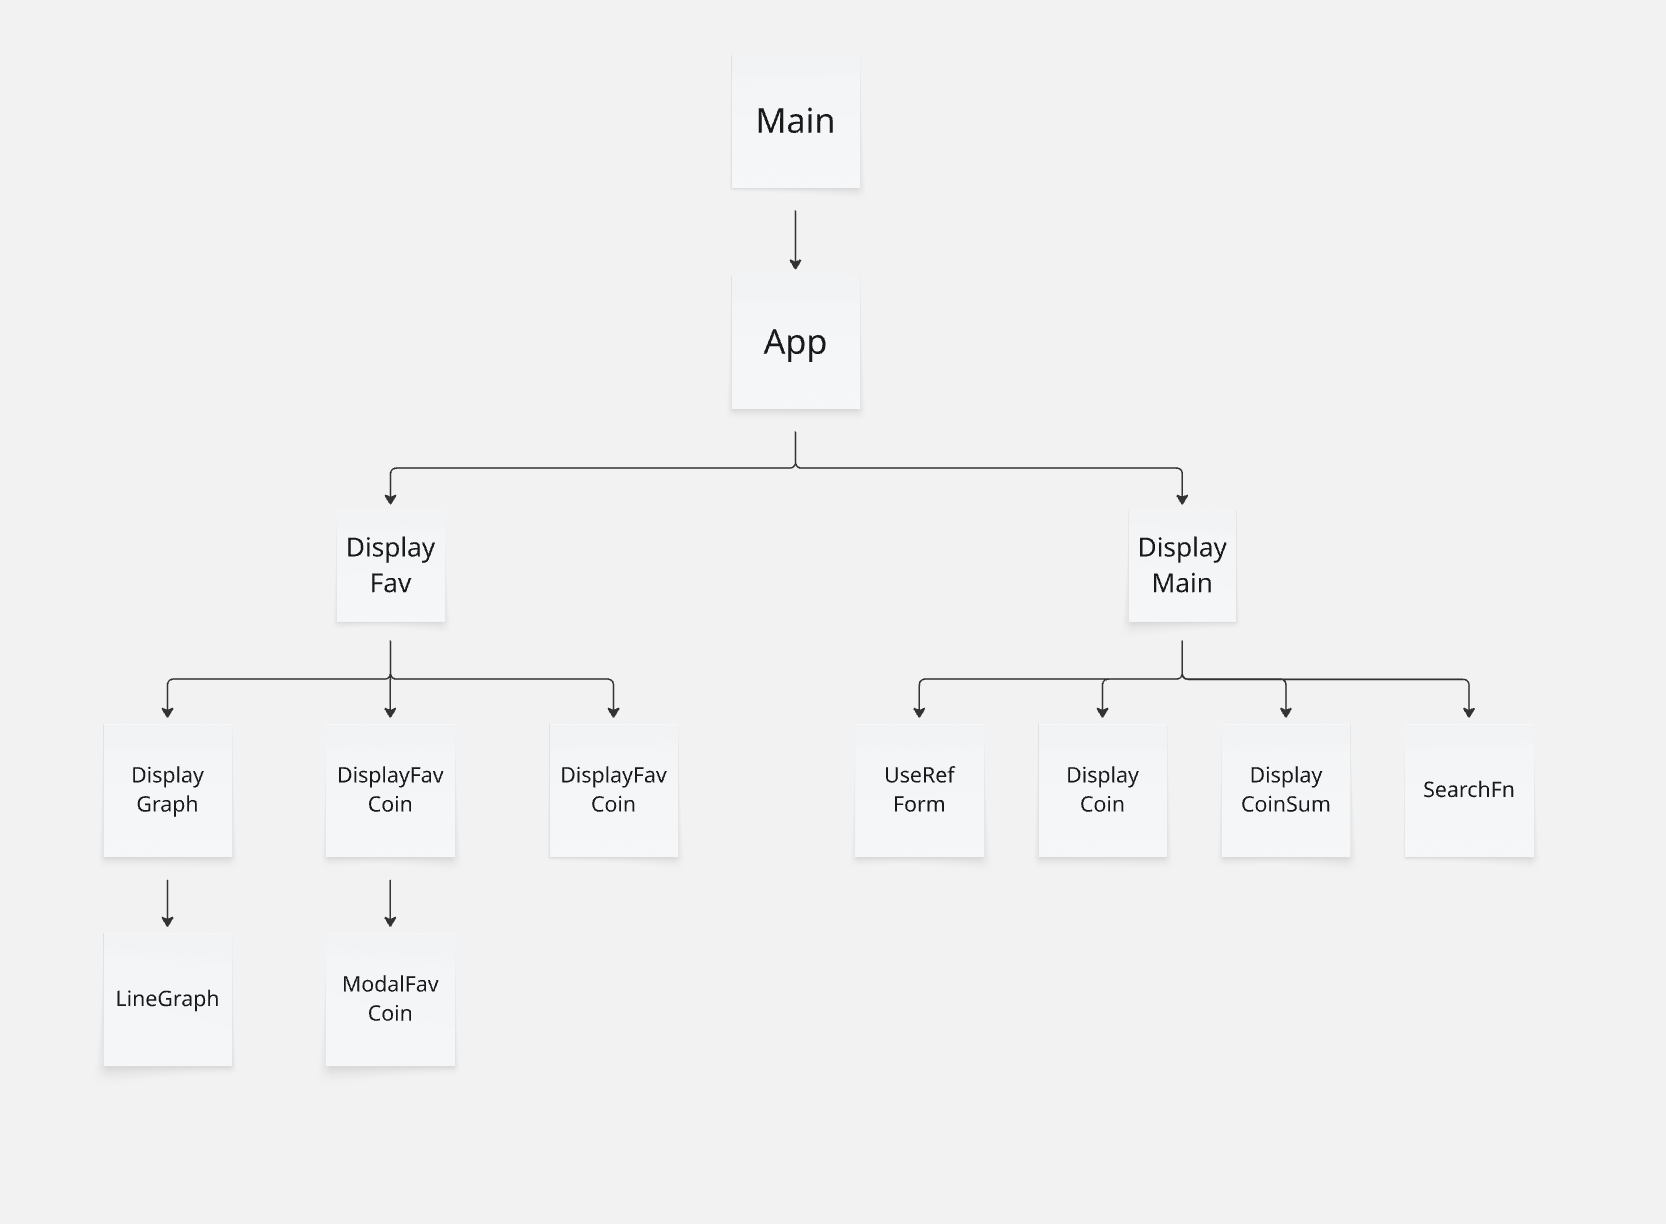 Main
App
Display
Fav
Display
Main
Display
Graph
DisplayFav
Coin
DisplayFav
Coin
UseRef
Form
Display
Coin
Display
CoinSum
SearchFn
LineGraph
ModalFav
Coin